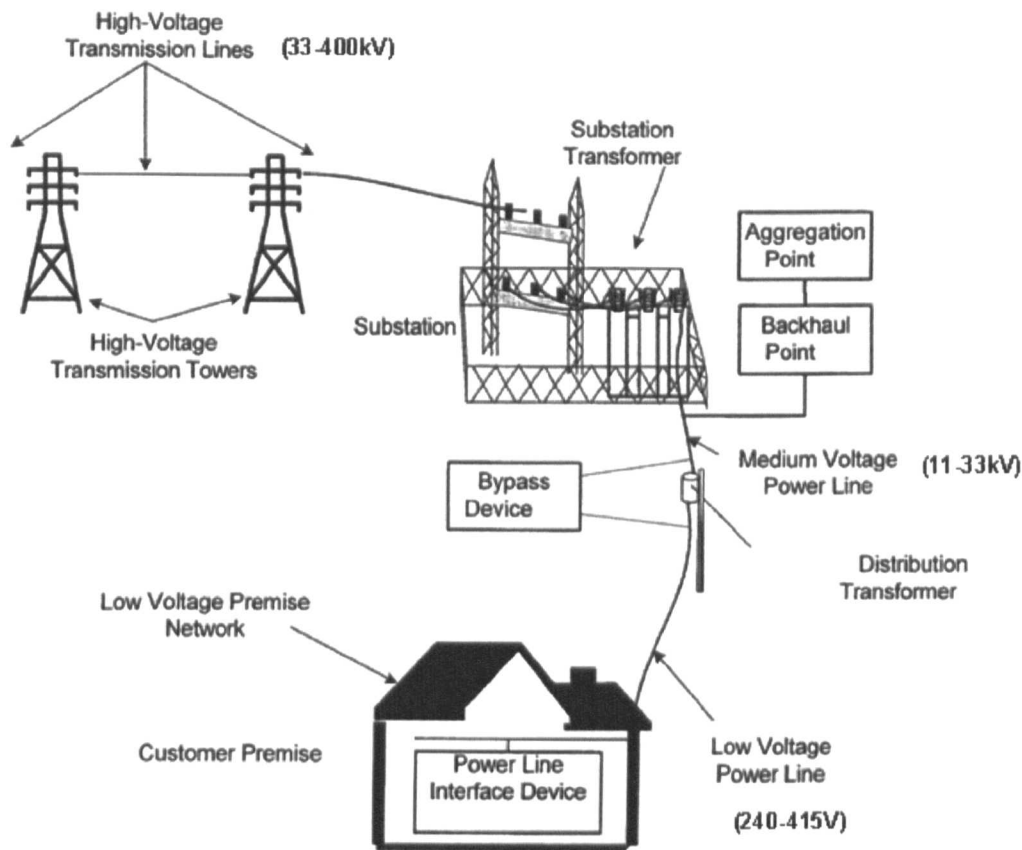 High-Voltage
Transmission Lines (33-400kV)
Substation
Transformer
Aggregation
Point
Substation
Backhaul
Point
High-Voltage
Transmission Towers
Medium Voltage
Power Line (11-33kV)
Bypass
Device
Distribution
Transformer
Low Voltage Premise
Network
Customer Premise
Power Line
Interface Device
Low Voltage
Power Line
(240-415V)